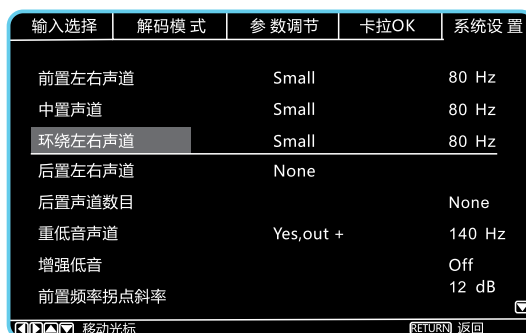 输入选择 解码模 式 参 数调节 卡拉OK 系统设 置
前置左右声道 Small 80 Hz
中置声道 Small 80 Hz
环绕左右声道 Small 80 Hz
后置左右声道 None
后置声道数目 None
重低音声道 Yes,out + 140 Hz
增强低音 Off
前置频率拐点斜率 12 dB
移动光标 RETURN 返回